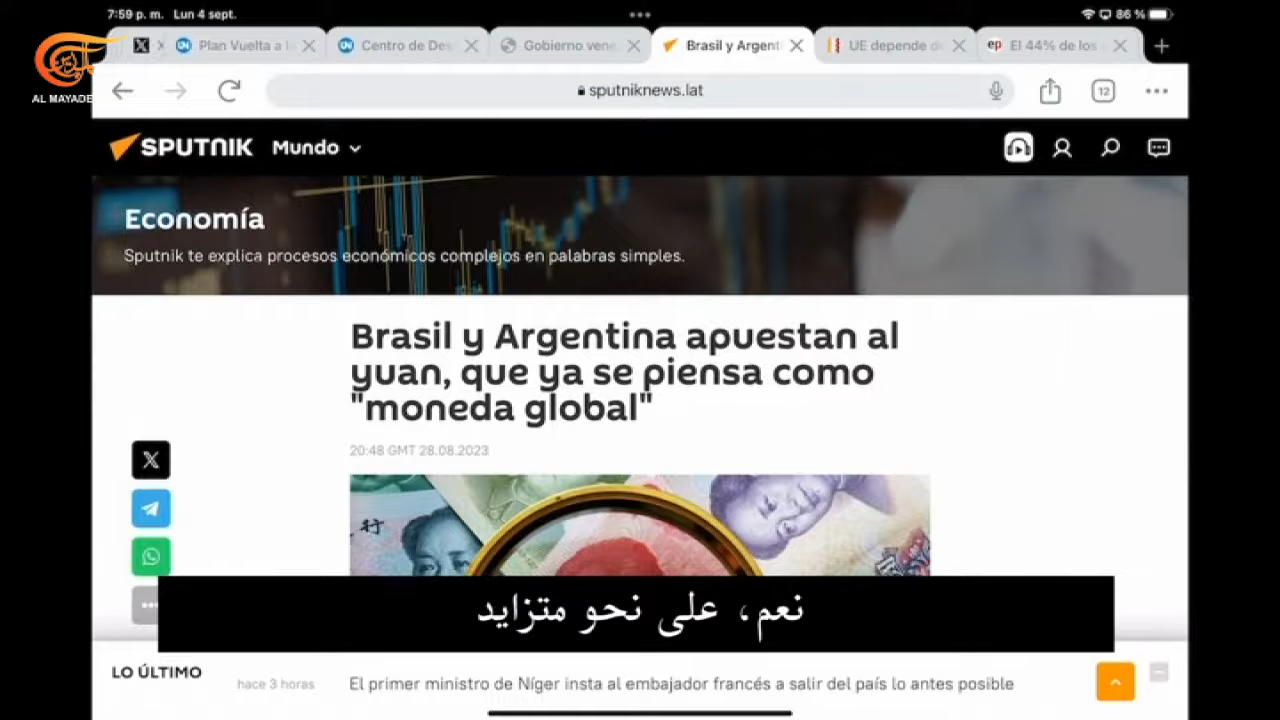 7:59 p. m. Lun 4 sept.
86 %
Plan Vuelta a l
Centro de Des
Gobierno vene
Brasil y Argent
UE depende d
ep El 44% de los
AL MAYADE
sputniknews.lat
12
SPUTNIK Mundo
Economía
Sputnik te explica procesos económicos complejos en palabras simples.
Brasil y Argentina apuestan al
yuan, que ya se piensa como
"moneda global"
20:48 GMT 28.08.2023
行
نعم، على نحو متزايد
LO ÚLTIMO
hace 3 horas
El primer ministro de Níger insta al embajador francés a salir del país lo antes posible